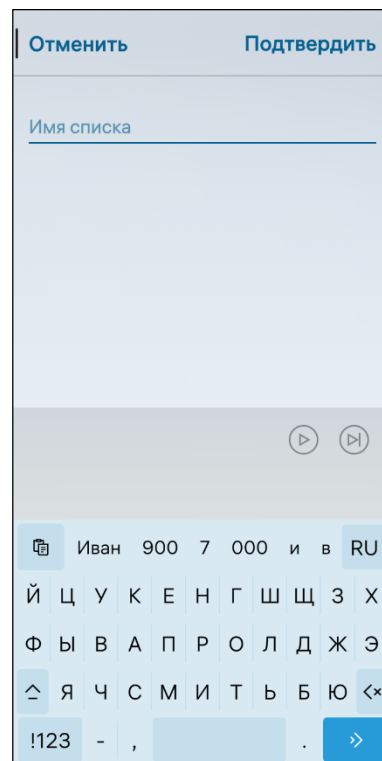 Отменить Подтвердить
Имя списка
Иван 900 7 000 и в RU
Й Ц У К Е Н Г Ш Щ З Х
Ф Ы В А П Р О Л Д Ж Э
Я Ч С М И Т Ь Б Ю
!123 - , .